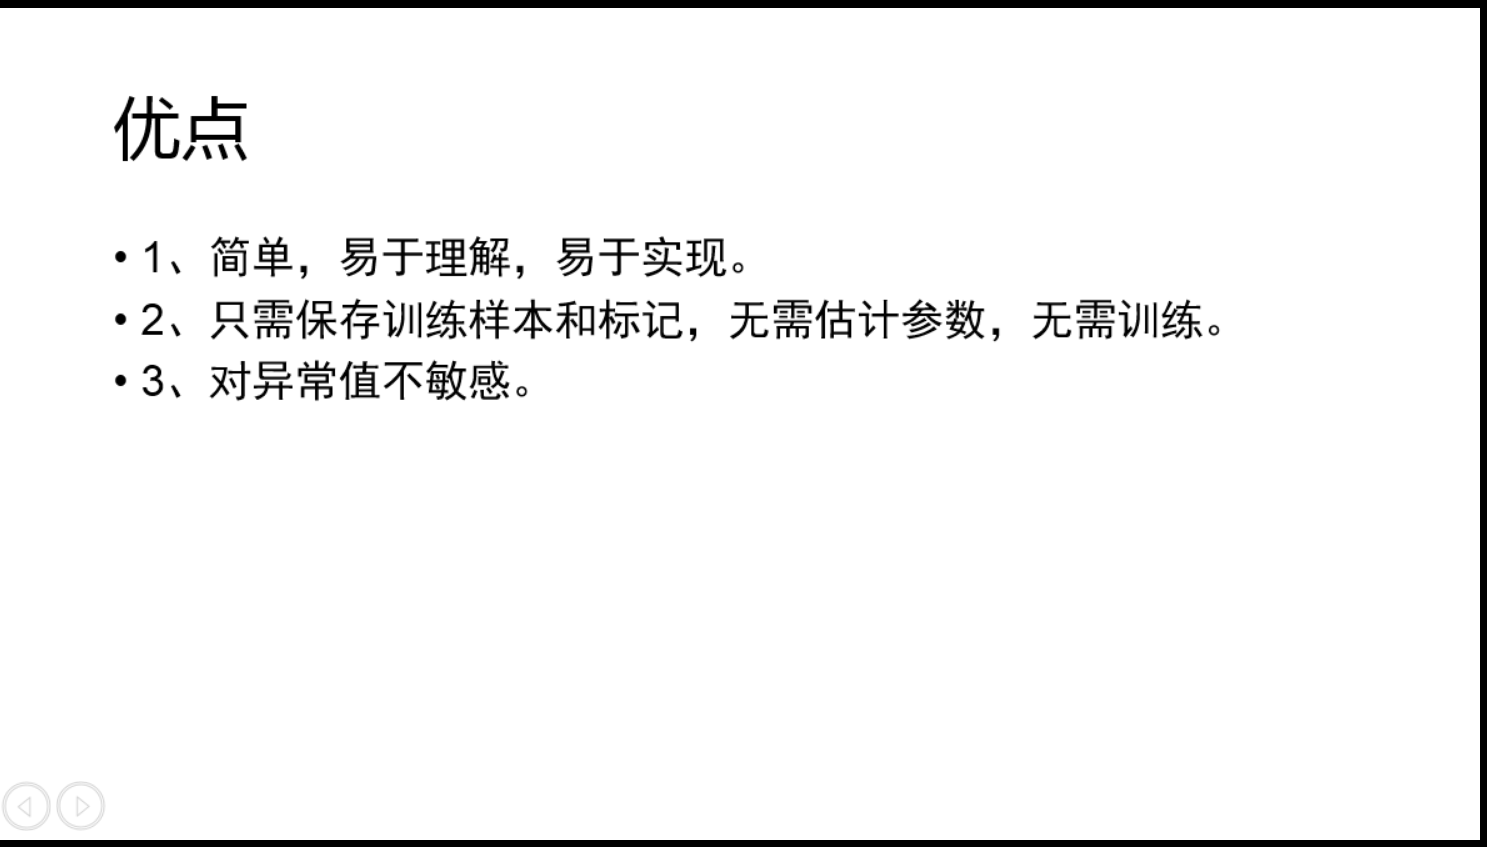 优点
• 1、简单，易于理解，易于实现。
• 2、只需保存训练样本和标记，无需估计参数，无需训练。
• 3、对异常值不敏感。